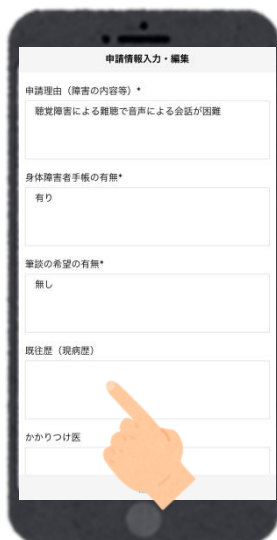 申請情報入力・編集
申請理由（障害の内容等）*
聴覚障害による難聴で音声による会話が困難
身体障害者手帳の有無*
有り
筆談の希望の有無*
無し
既往歴（現病歴）
かかりつけ医